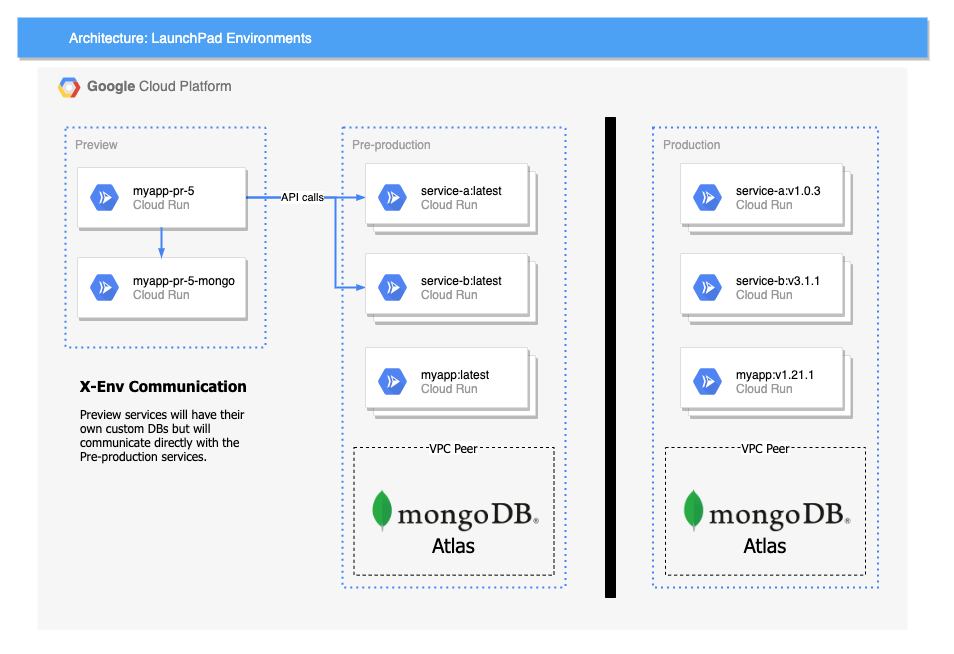 Architecture: LaunchPad Environments
Google Cloud Platform
Preview
myapp-pr-5
Cloud Run
API calls
myapp-pr-5-mongo
Cloud Run
X-Env Communication
Preview services will have their
own custom DBs but will
communicate directly with the
Pre-production services.
Pre-production
service-a:latest
Cloud Run
service-b:latest
Cloud Run
myapp:latest
Cloud Run
VPC Peer
mongoDB®
Atlas
Production
service-a:v1.0.3
Cloud Run
service-b:v3.1.1
Cloud Run
myapp:v1.21.1
Cloud Run
VPC Peer
mongoDB®
Atlas